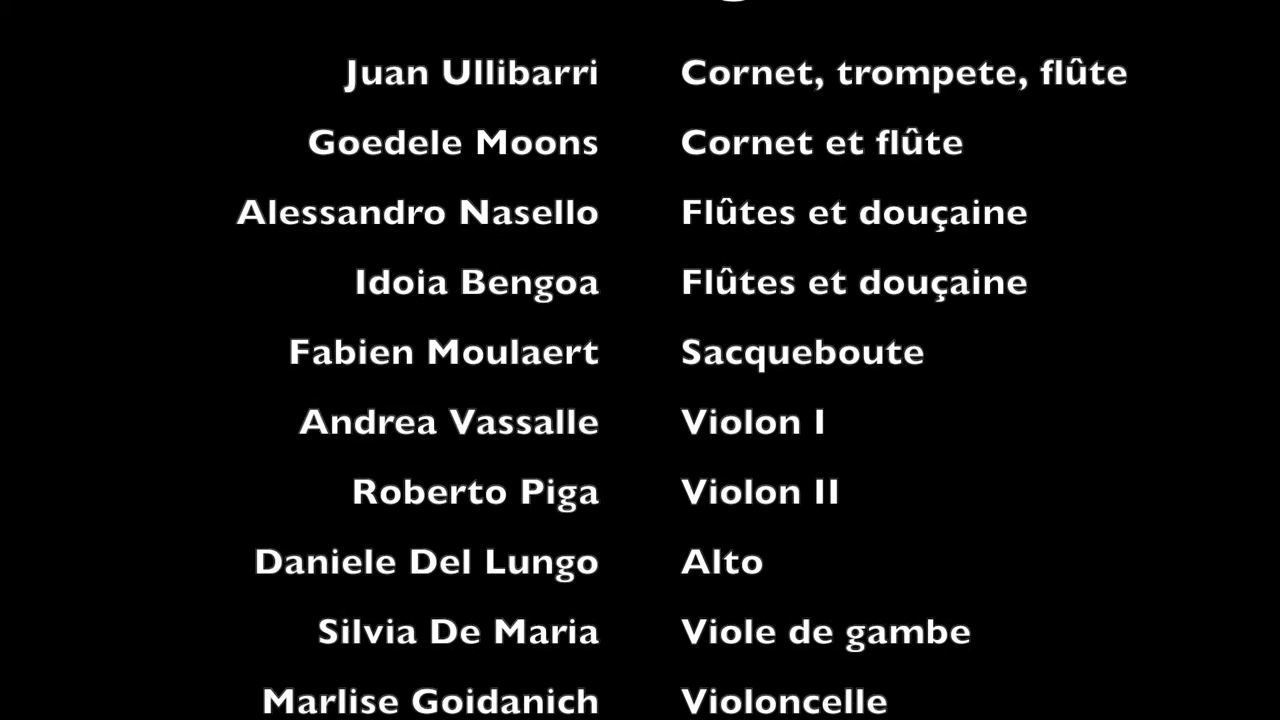 Juan Ullibarri Cornet, trompete, flûte
Goedele Moons Cornet et flûte
Alessandro Nasello Flûtes et douçaine
Idoia Bengoa Flûtes et douçaine
Fabien Moulaert Sacqueboute
Andrea Vassalle Violon I
Roberto Piga Violon II
Daniele Del Lungo Alto
Silvia De Maria Viole de gambe
Marlise Goidanich Violoncelle